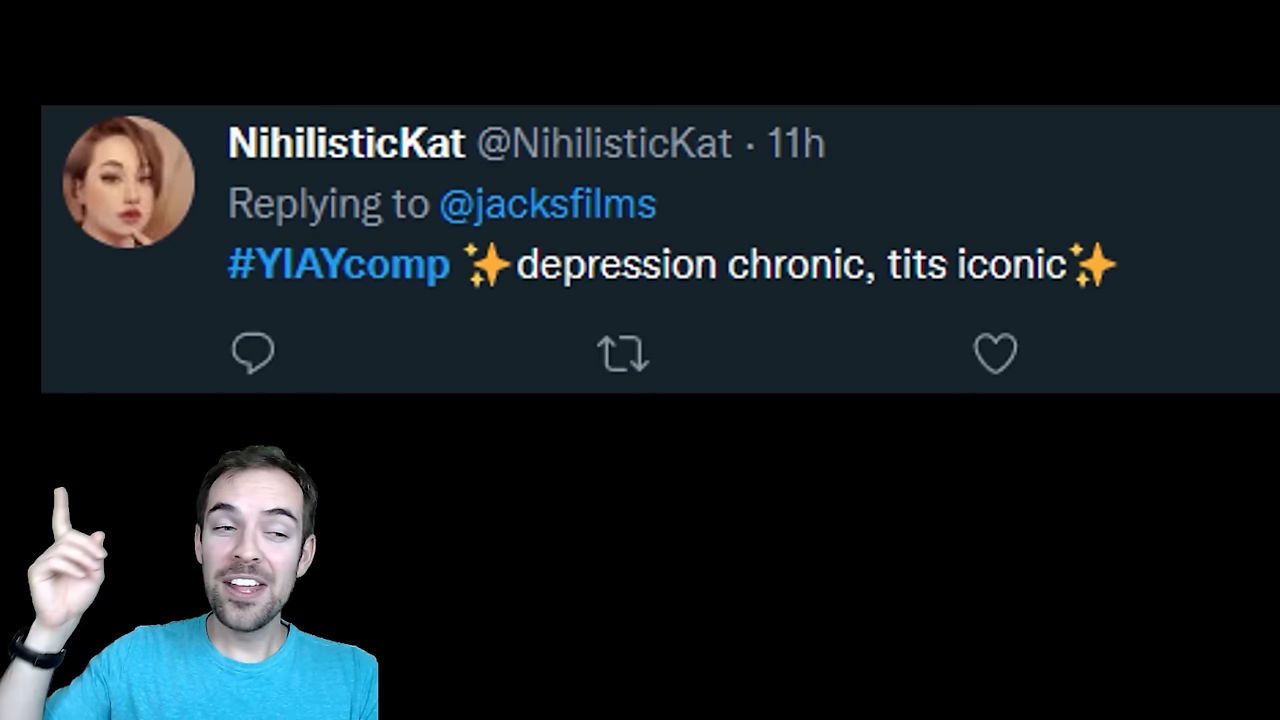 NihilisticKat @NihilisticKat · 11h
Replying to @jacksfilms
#YIAYcomp ✨depression chronic, tits iconic✨